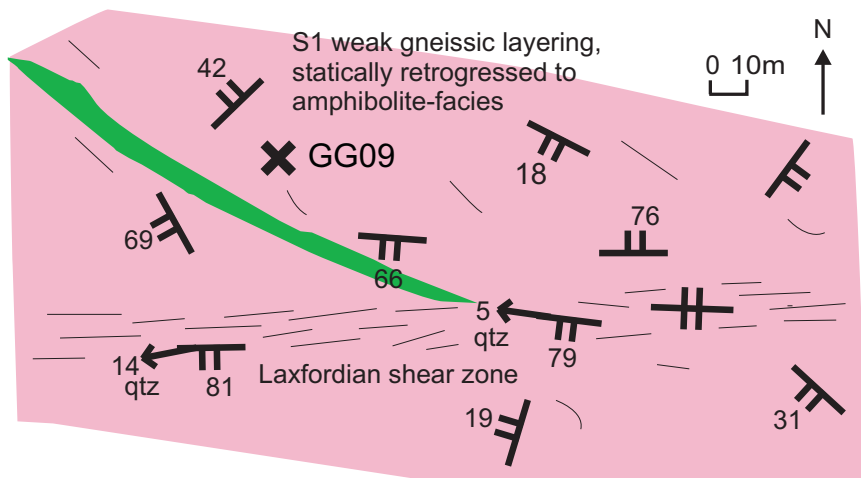 S1 weak gneissic layering,
statically retrogressed to
amphibolite-facies
N
0 10m
42
GG09
18
69
76
66
5
qtz
79
14
qtz
81
Laxfordian shear zone
19
31